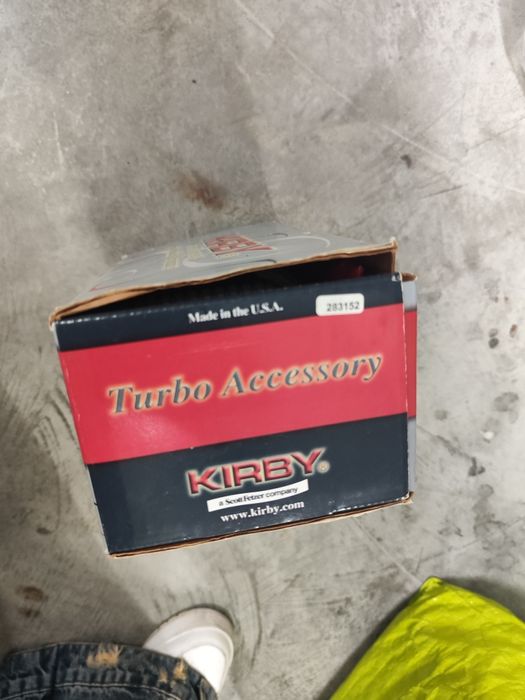 Made in the U.S.A.
283152
Turbo Accessory
KIRBY®
a Scott Fetzer company
www.kirby.com